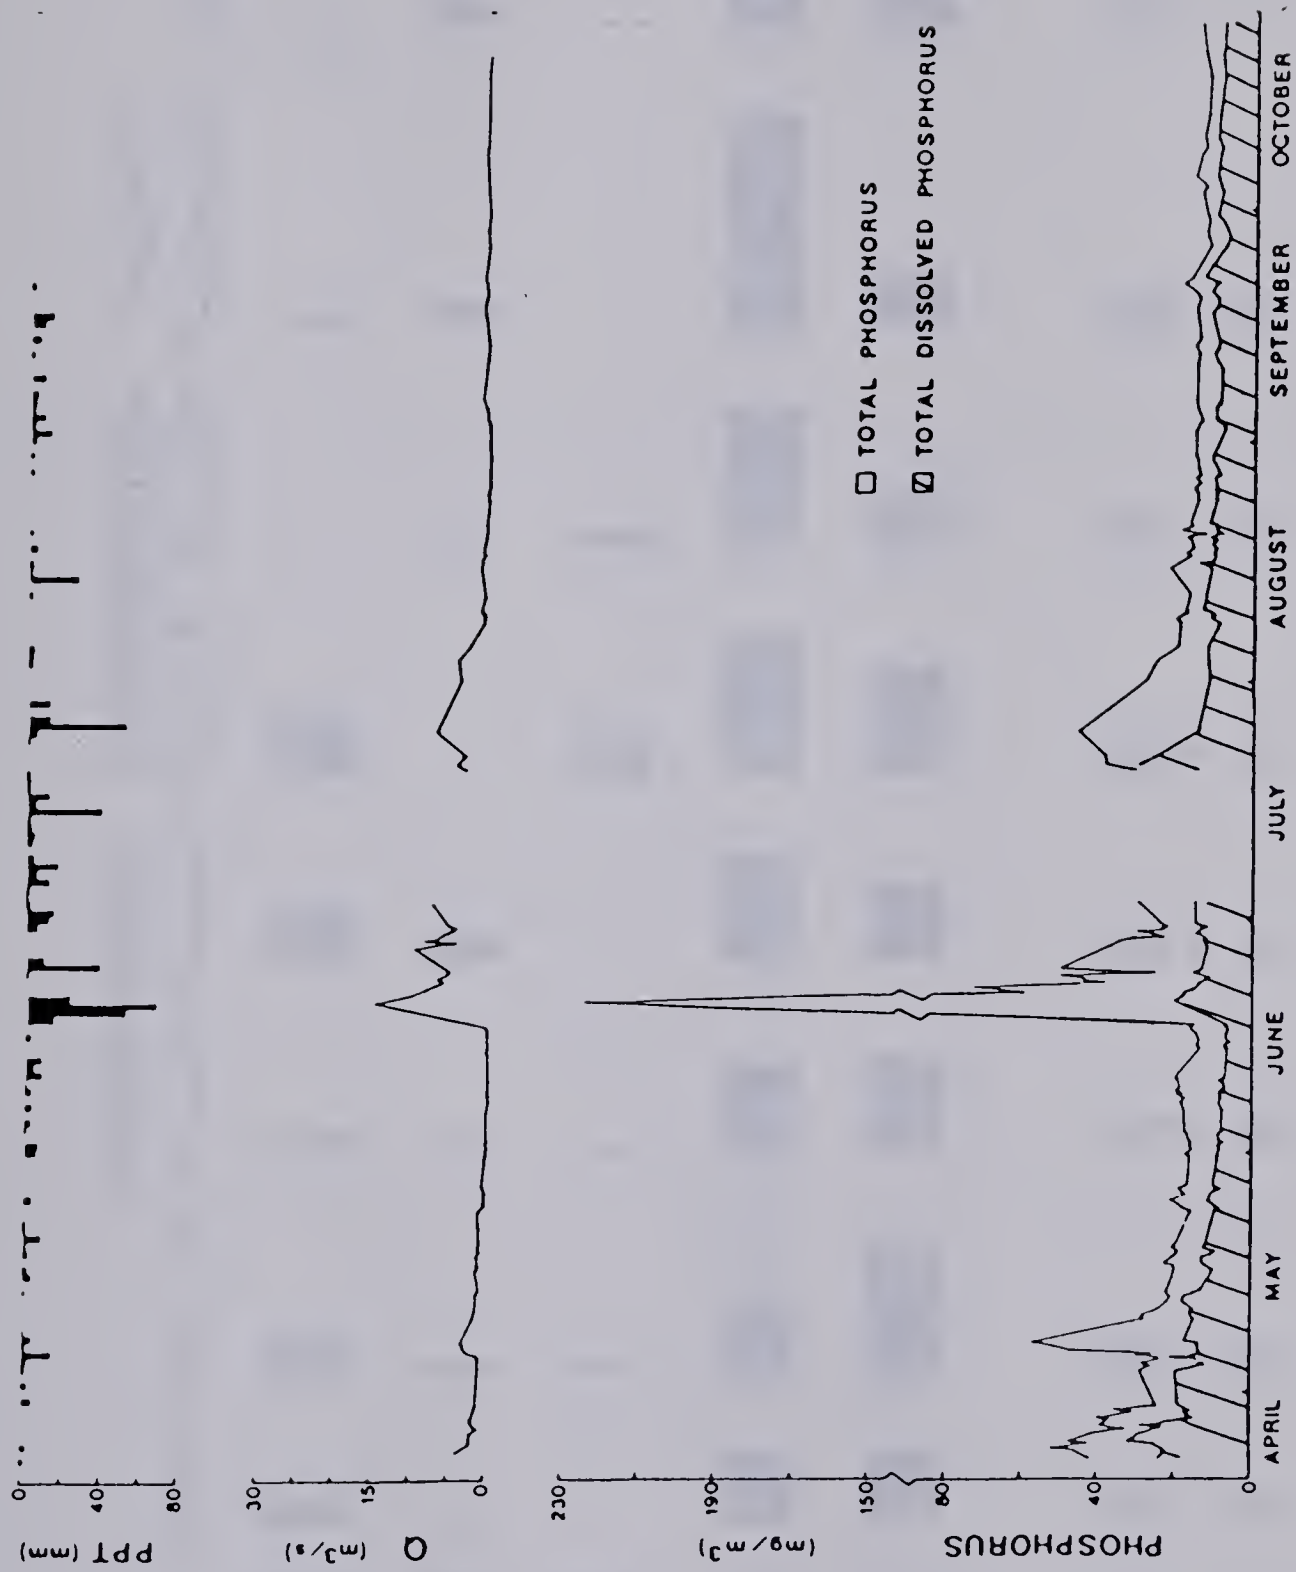 PPT (mm)
0
40
80
Q
(m³/s)
30
15
0
PHOSPHORUS
(mg/m³)
230
190
150
80
40
0
□ TOTAL PHOSPHORUS
⍁ TOTAL DISSOLVED PHOSPHORUS
APRIL MAY JUNE JULY AUGUST SEPTEMBER OCTOBER